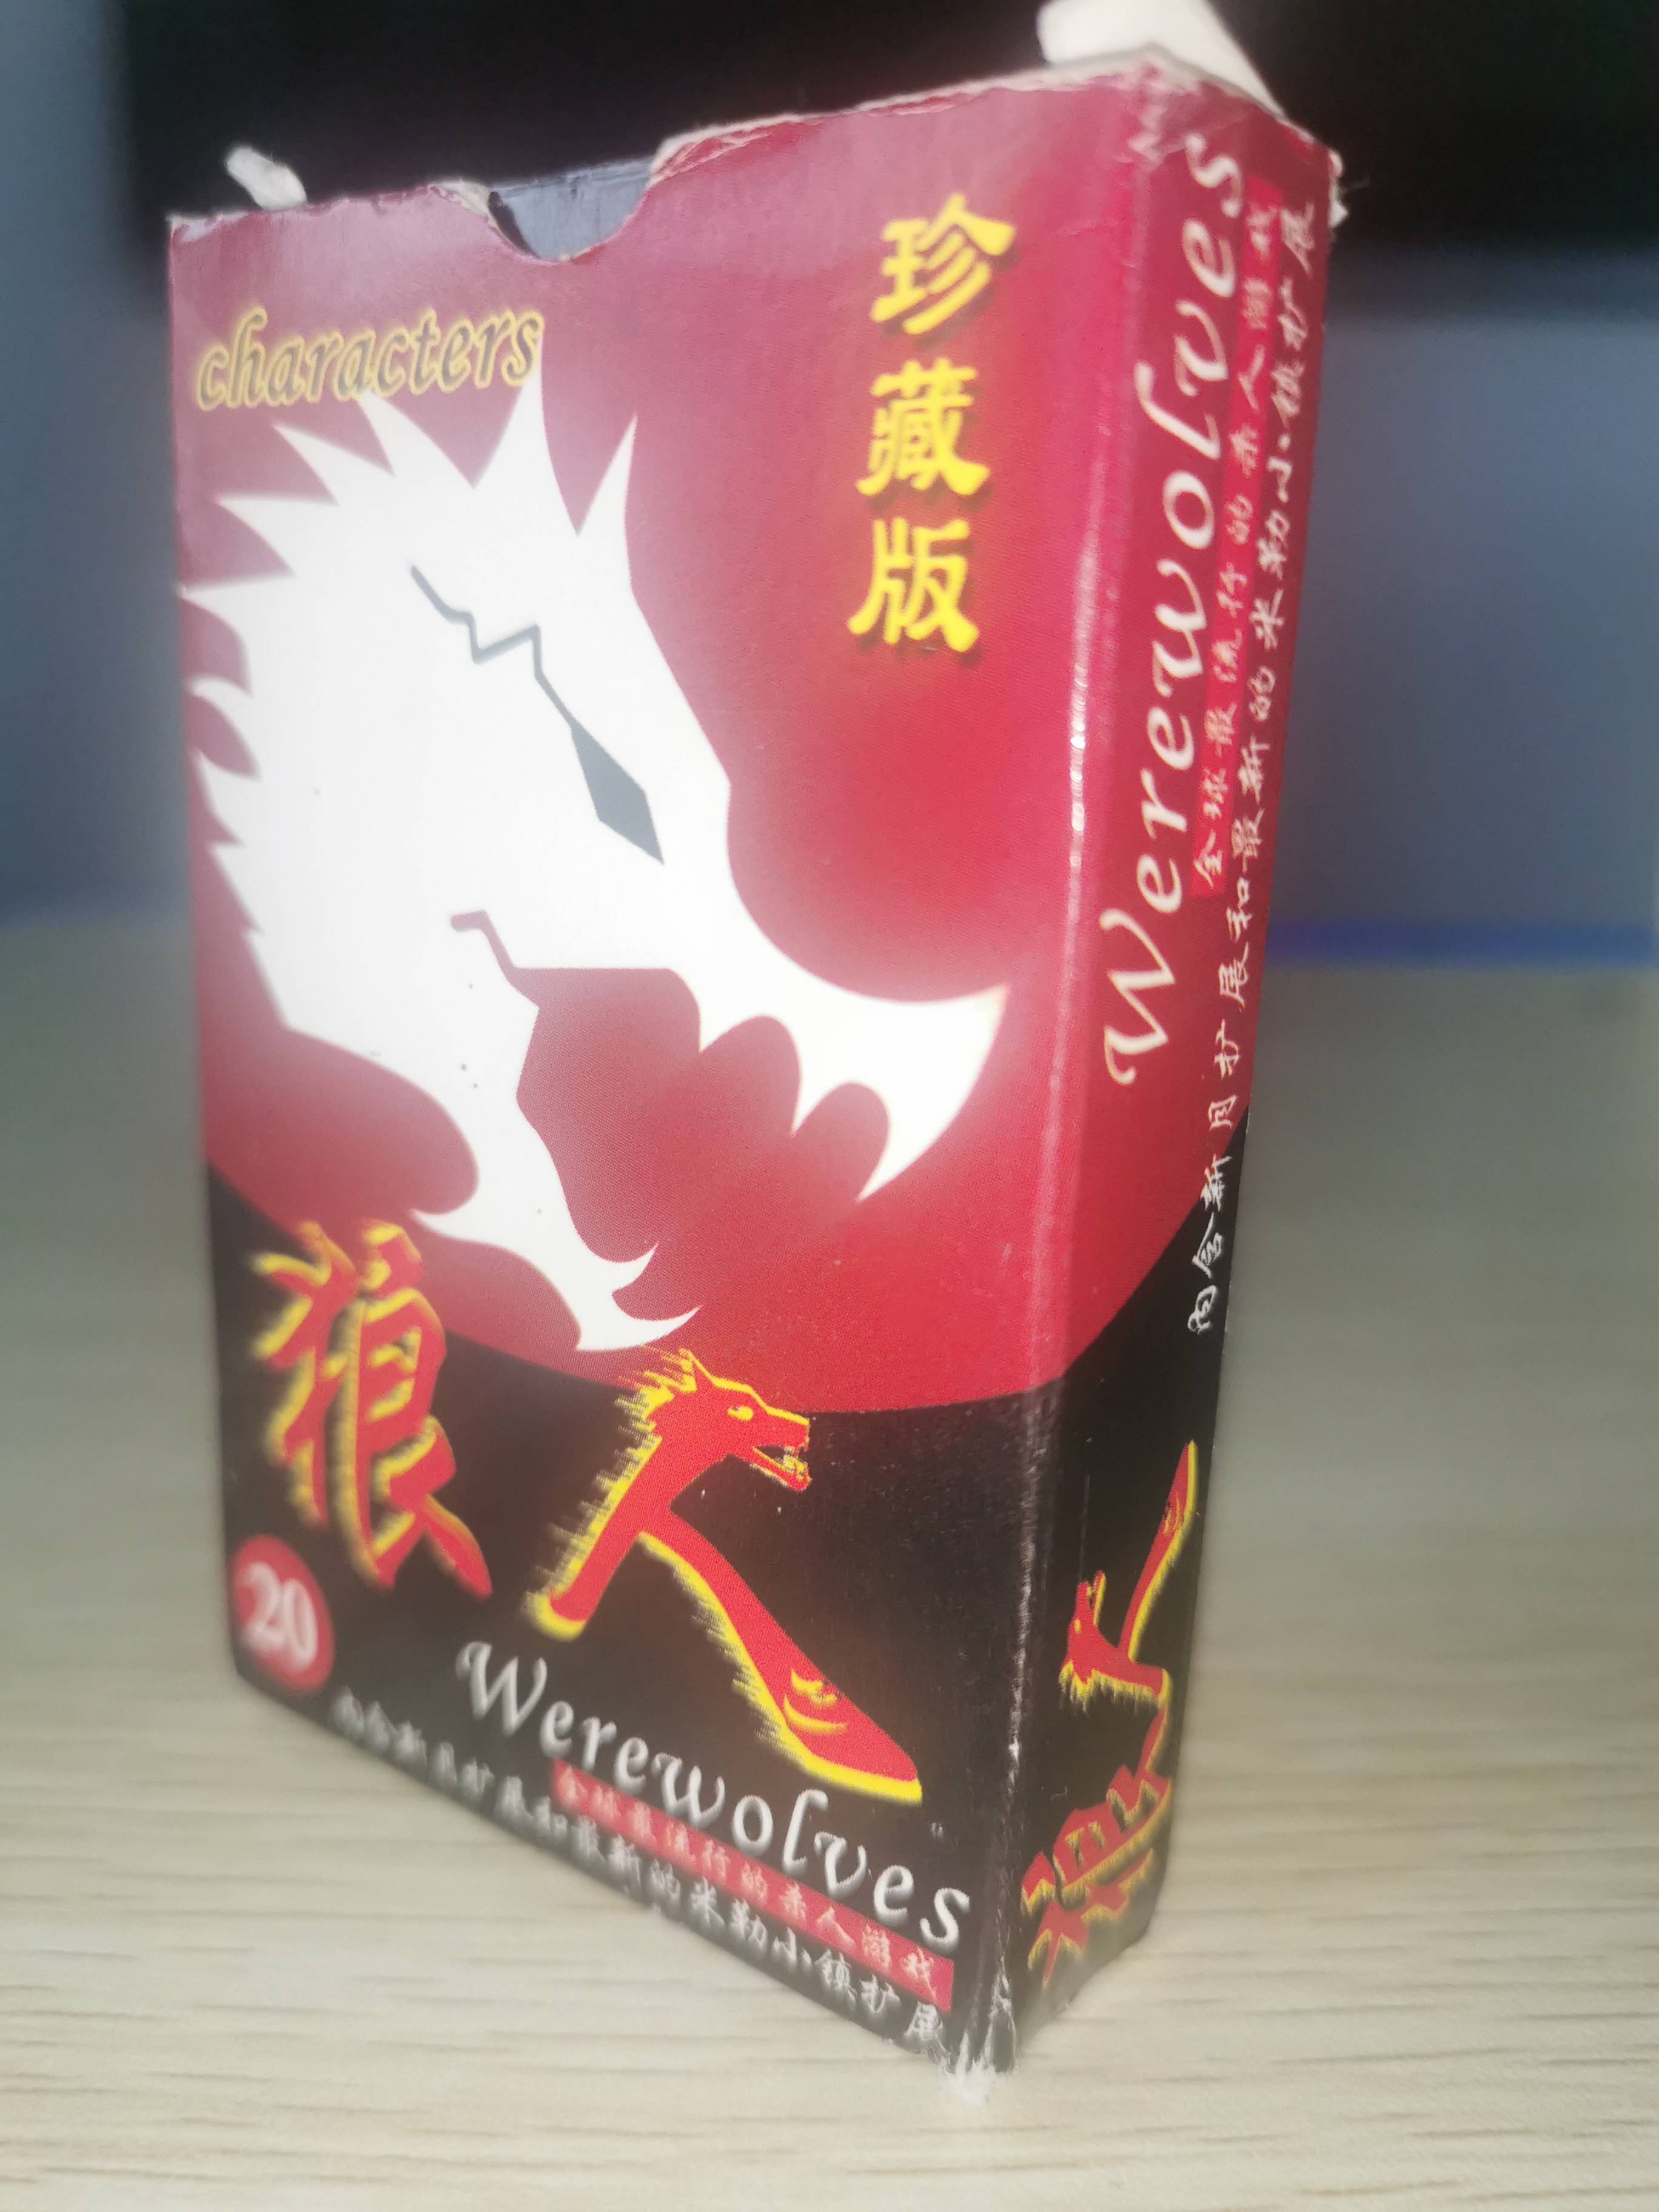 characters
珍藏版
狼人
20
Werewolves
全球最流行的杀人游戏
内含新月扩展和最新的米勒小镇扩展
Werewolves
全球最流行的杀人游戏
内含新月扩展和最新的米勒小镇扩展
狼人